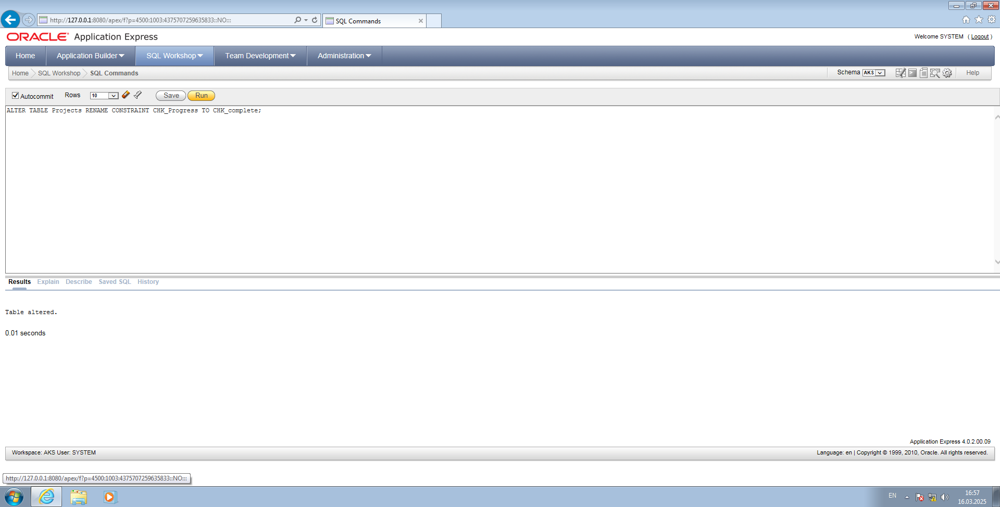 http://127.0.0.1:8080/apex/f?p=4500:1003:4375707259635833::NO:::
SQL Commands
ORACLE Application Express
Welcome SYSTEM ( Logout )
Home
Application Builder
SQL Workshop
Team Development
Administration
Home
SQL Workshop
SQL Commands
Schema AKS
Help
Autocommit
Rows 10
Save
Run
ALTER TABLE Projects RENAME CONSTRAINT CHK_Progress TO CHK_complete;
Results
Explain
Describe
Saved SQL
History
Table altered.
0.01 seconds
Application Express 4.0.2.00.09
Workspace: AKS User: SYSTEM
Language: en | Copyright © 1999, 2010, Oracle. All rights reserved.
http://127.0.0.1:8080/apex/f?p=4500:1003:4375707259635833::NO:::
EN
16:57
16.03.2025